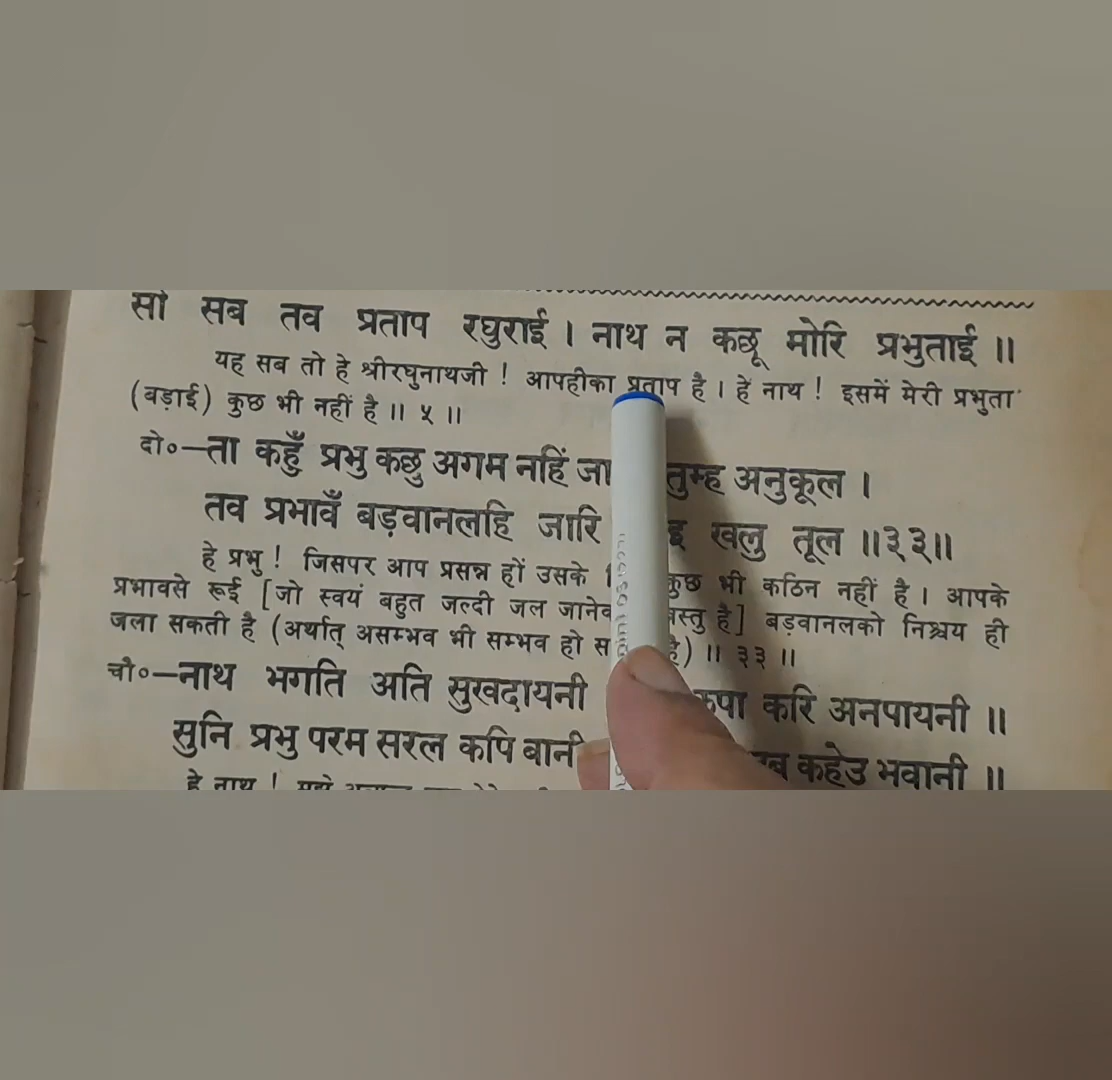 सो सब तव प्रताप रघुराई । नाथ न कछू मोरि प्रभुताई ॥
यह सब तो हे श्रीरघुनाथजी ! आपहीका प्रताप है । हे नाथ ! इसमें मेरी प्रभुता
(बड़ाई) कुछ भी नहीं है ॥ ५ ॥
दो०—ता कहुँ प्रभु कछु अगम नहिं जा तुम्ह अनुकूल ।
तव प्रभावँ बड़वानलहि जारि इ खलु तूल ॥३३॥
हे प्रभु ! जिसपर आप प्रसन्न हों उसके कुछ भी कठिन नहीं है । आपके
प्रभावसे रूई [जो स्वयं बहुत जल्दी जल जानेव स्तु है] बड़वानलको निश्चय ही
जला सकती है (अर्थात् असम्भव भी सम्भव हो स है) ॥ ३३ ॥
चौ०—नाथ भगति अति सुखदायनी कृपा करि अनपायनी ॥
सुनि प्रभु परम सरल कपि बानी कहेउ भवानी ॥
हे नाथ !